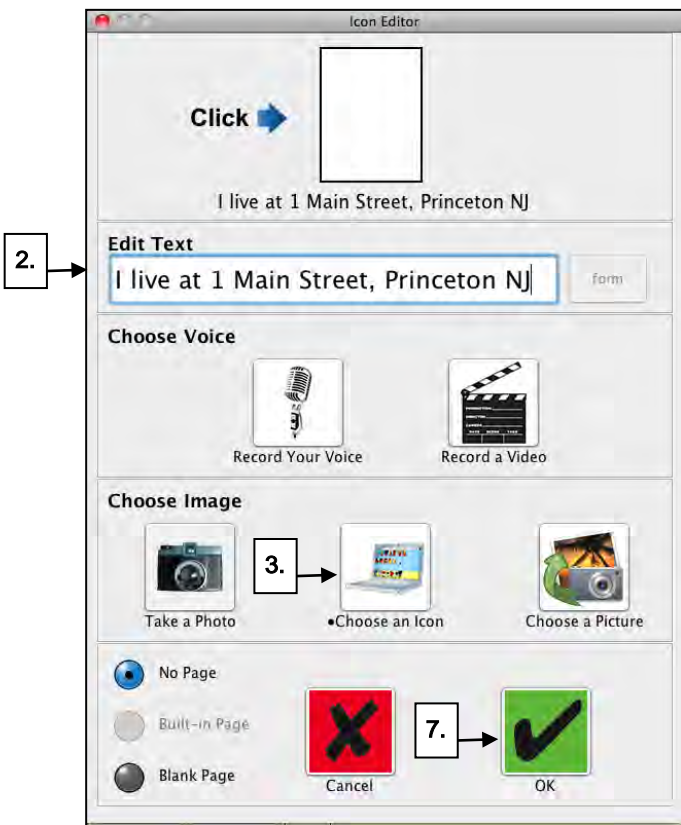 Icon Editor
Click
I live at 1 Main Street, Princeton NJ
Edit Text
2.
I live at 1 Main Street, Princeton NJ
form
Choose Voice
Record Your Voice
Record a Video
Choose Image
3.
Take a Photo
•Choose an Icon
Choose a Picture
No Page
Built-in Page
7.
Blank Page
Cancel
OK